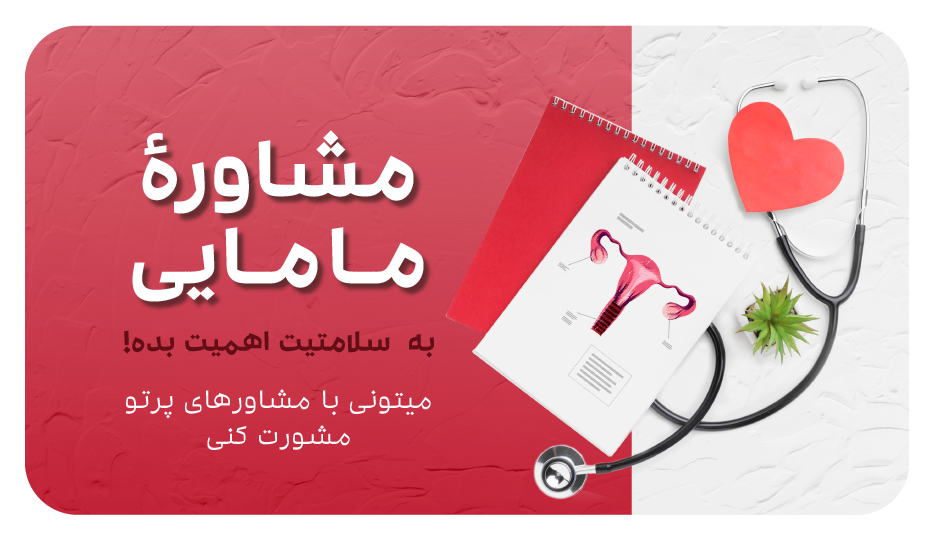 مشاورهٔ
مامایی
به سلامتیت اهمیت بده!
میتونی با مشاورهای پرتو
مشورت کنی